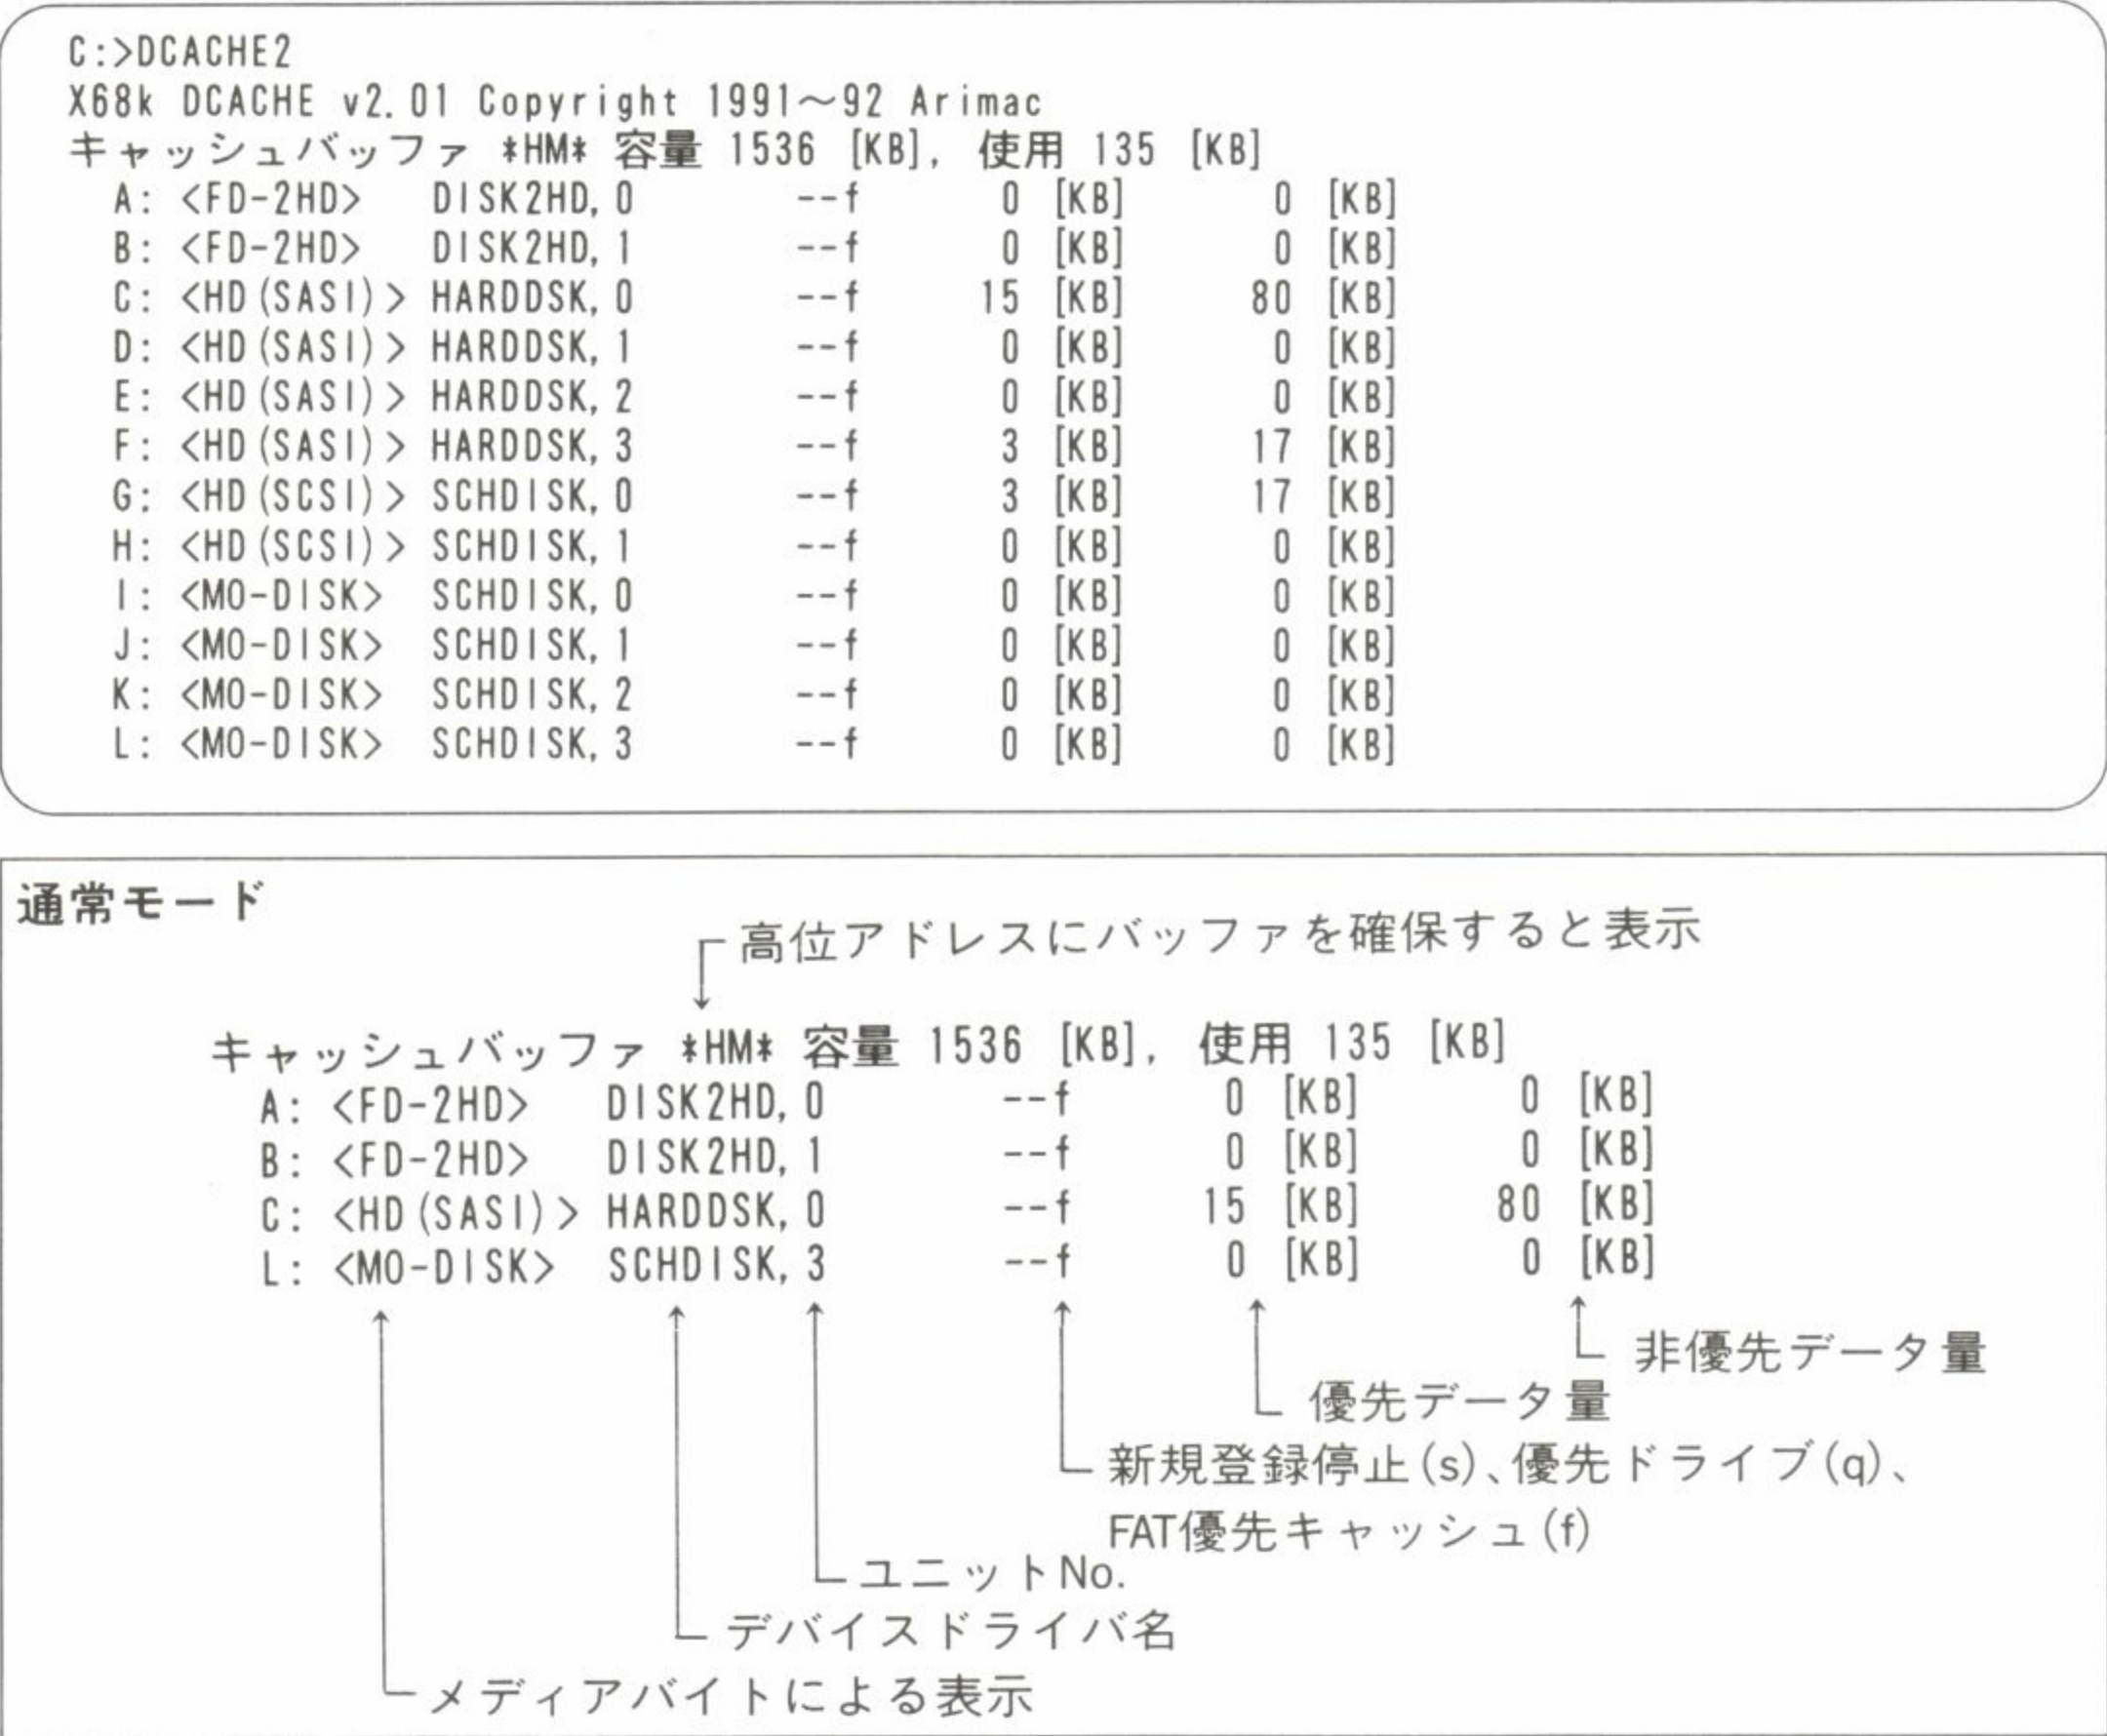 C:>DCACHE2
X68k DCACHE v2.01 Copyright 1991～92 Arimac
キャッシュバッファ *HM* 容量 1536 [KB], 使用 135 [KB]
A: <FD-2HD> DISK2HD, 0 --f 0 [KB] 0 [KB]
B: <FD-2HD> DISK2HD, 1 --f 0 [KB] 0 [KB]
C: <HD(SASI)> HARDDSK, 0 --f 15 [KB] 80 [KB]
D: <HD(SASI)> HARDDSK, 1 --f 0 [KB] 0 [KB]
E: <HD(SASI)> HARDDSK, 2 --f 0 [KB] 0 [KB]
F: <HD(SASI)> HARDDSK, 3 --f 3 [KB] 17 [KB]
G: <HD(SCSI)> SCHDISK, 0 --f 3 [KB] 17 [KB]
H: <HD(SCSI)> SCHDISK, 1 --f 0 [KB] 0 [KB]
I: <MO-DISK> SCHDISK, 0 --f 0 [KB] 0 [KB]
J: <MO-DISK> SCHDISK, 1 --f 0 [KB] 0 [KB]
K: <MO-DISK> SCHDISK, 2 --f 0 [KB] 0 [KB]
L: <MO-DISK> SCHDISK, 3 --f 0 [KB] 0 [KB]
通常モード
高位アドレスにバッファを確保すると表示
キャッシュバッファ *HM* 容量 1536 [KB], 使用 135 [KB]
A: <FD-2HD> DISK2HD, 0 --f 0 [KB] 0 [KB]
B: <FD-2HD> DISK2HD, 1 --f 0 [KB] 0 [KB]
C: <HD(SASI)> HARDDSK, 0 --f 15 [KB] 80 [KB]
L: <MO-DISK> SCHDISK, 3 --f 0 [KB] 0 [KB]
非優先データ量
優先データ量
新規登録停止(s)、優先ドライブ(q)、
FAT優先キャッシュ(f)
ユニットNo.
デバイスドライバ名
メディアバイトによる表示